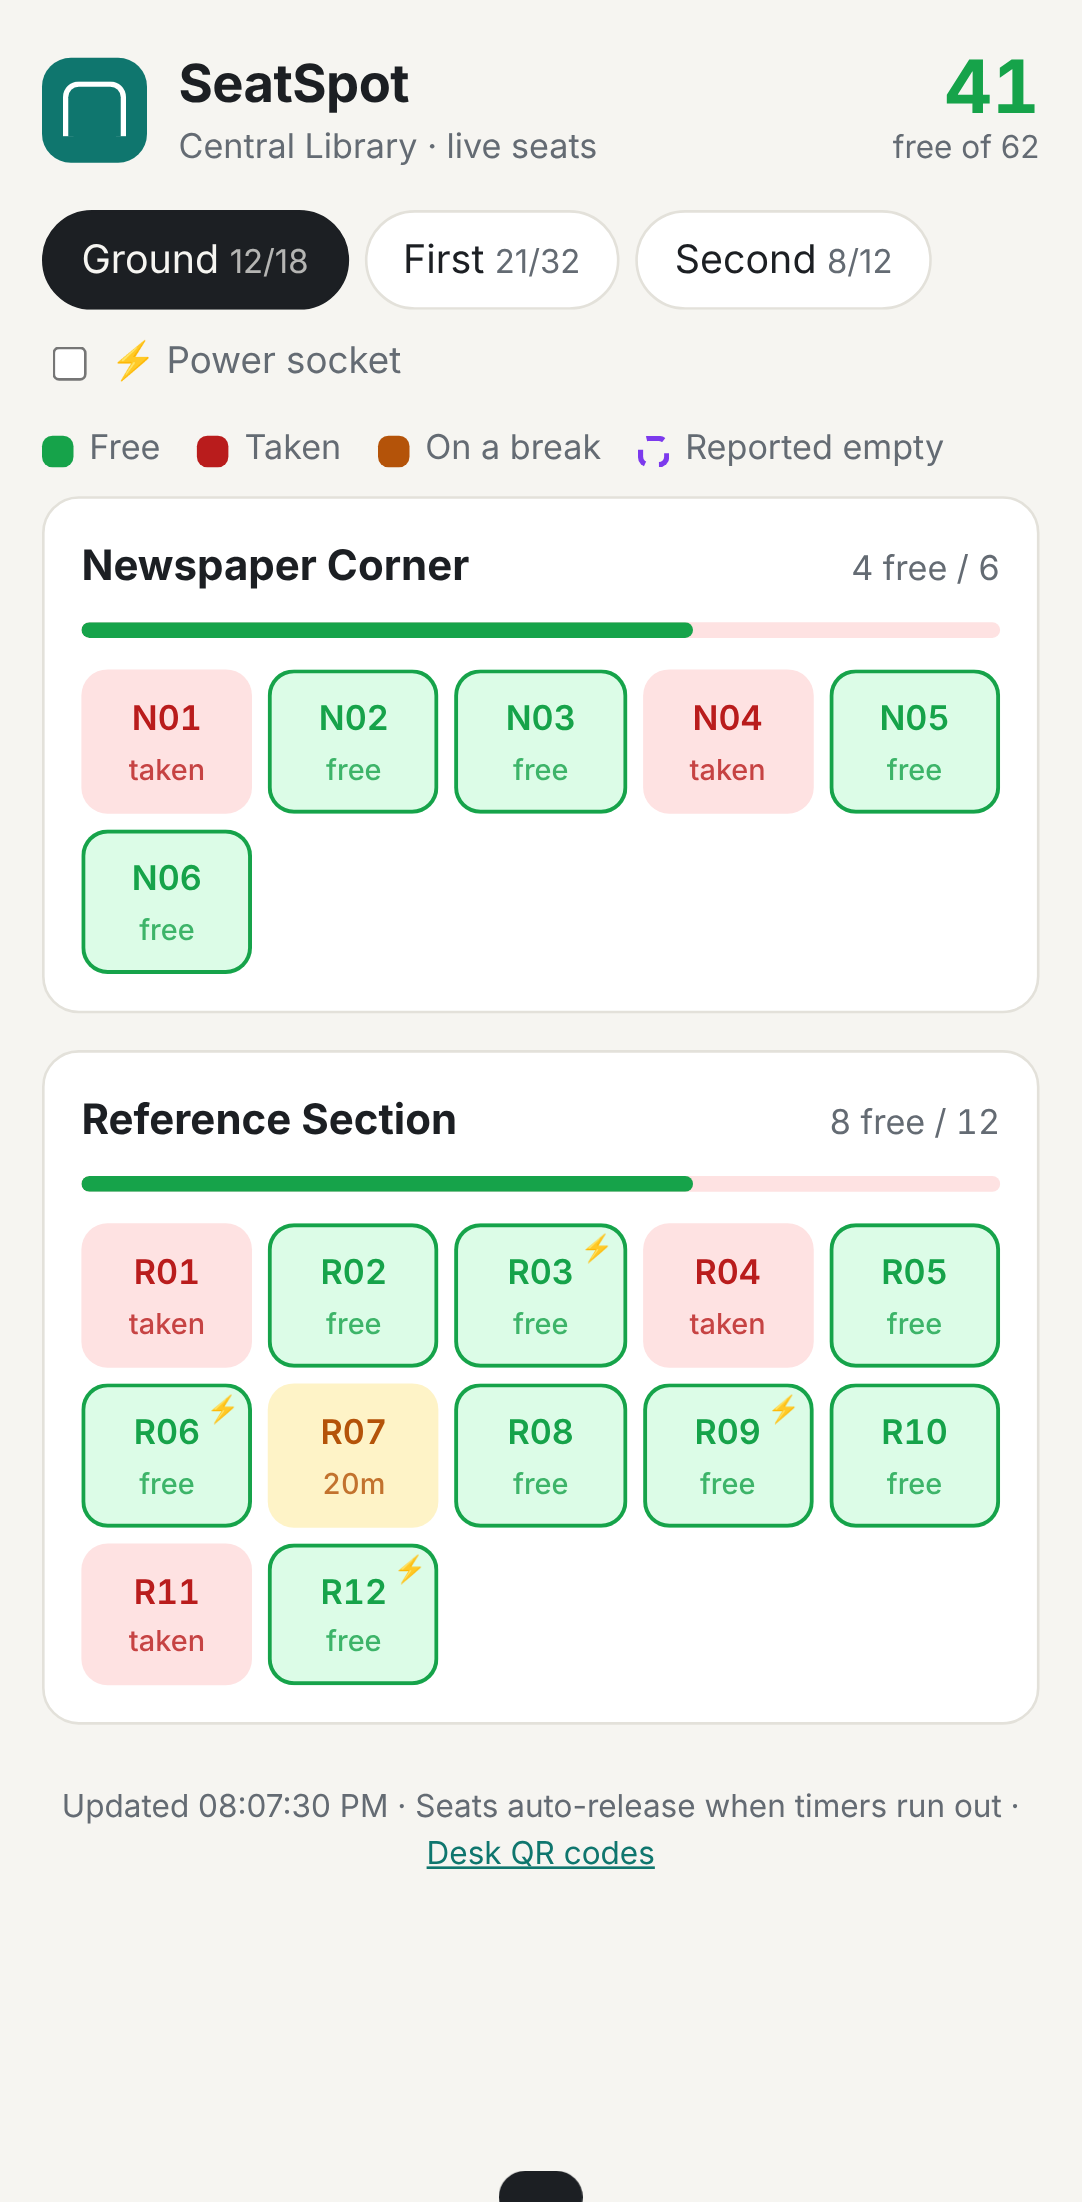 SeatSpot
Central Library · live seats
41
free of 62
Ground 12/18 First 21/32 Second 8/12
⚡ Power socket
Free Taken On a break Reported empty
Newspaper Corner 4 free / 6
N01 N02 N03 N04 N05
taken free free taken free
N06
free
Reference Section 8 free / 12
R01 R02 R03 ⚡ R04 R05
taken free free taken free
R06 ⚡ R07 R08 R09 ⚡ R10
free 20m free free free
R11 R12 ⚡
taken free
Updated 08:07:30 PM · Seats auto-release when timers run out ·
Desk QR codes